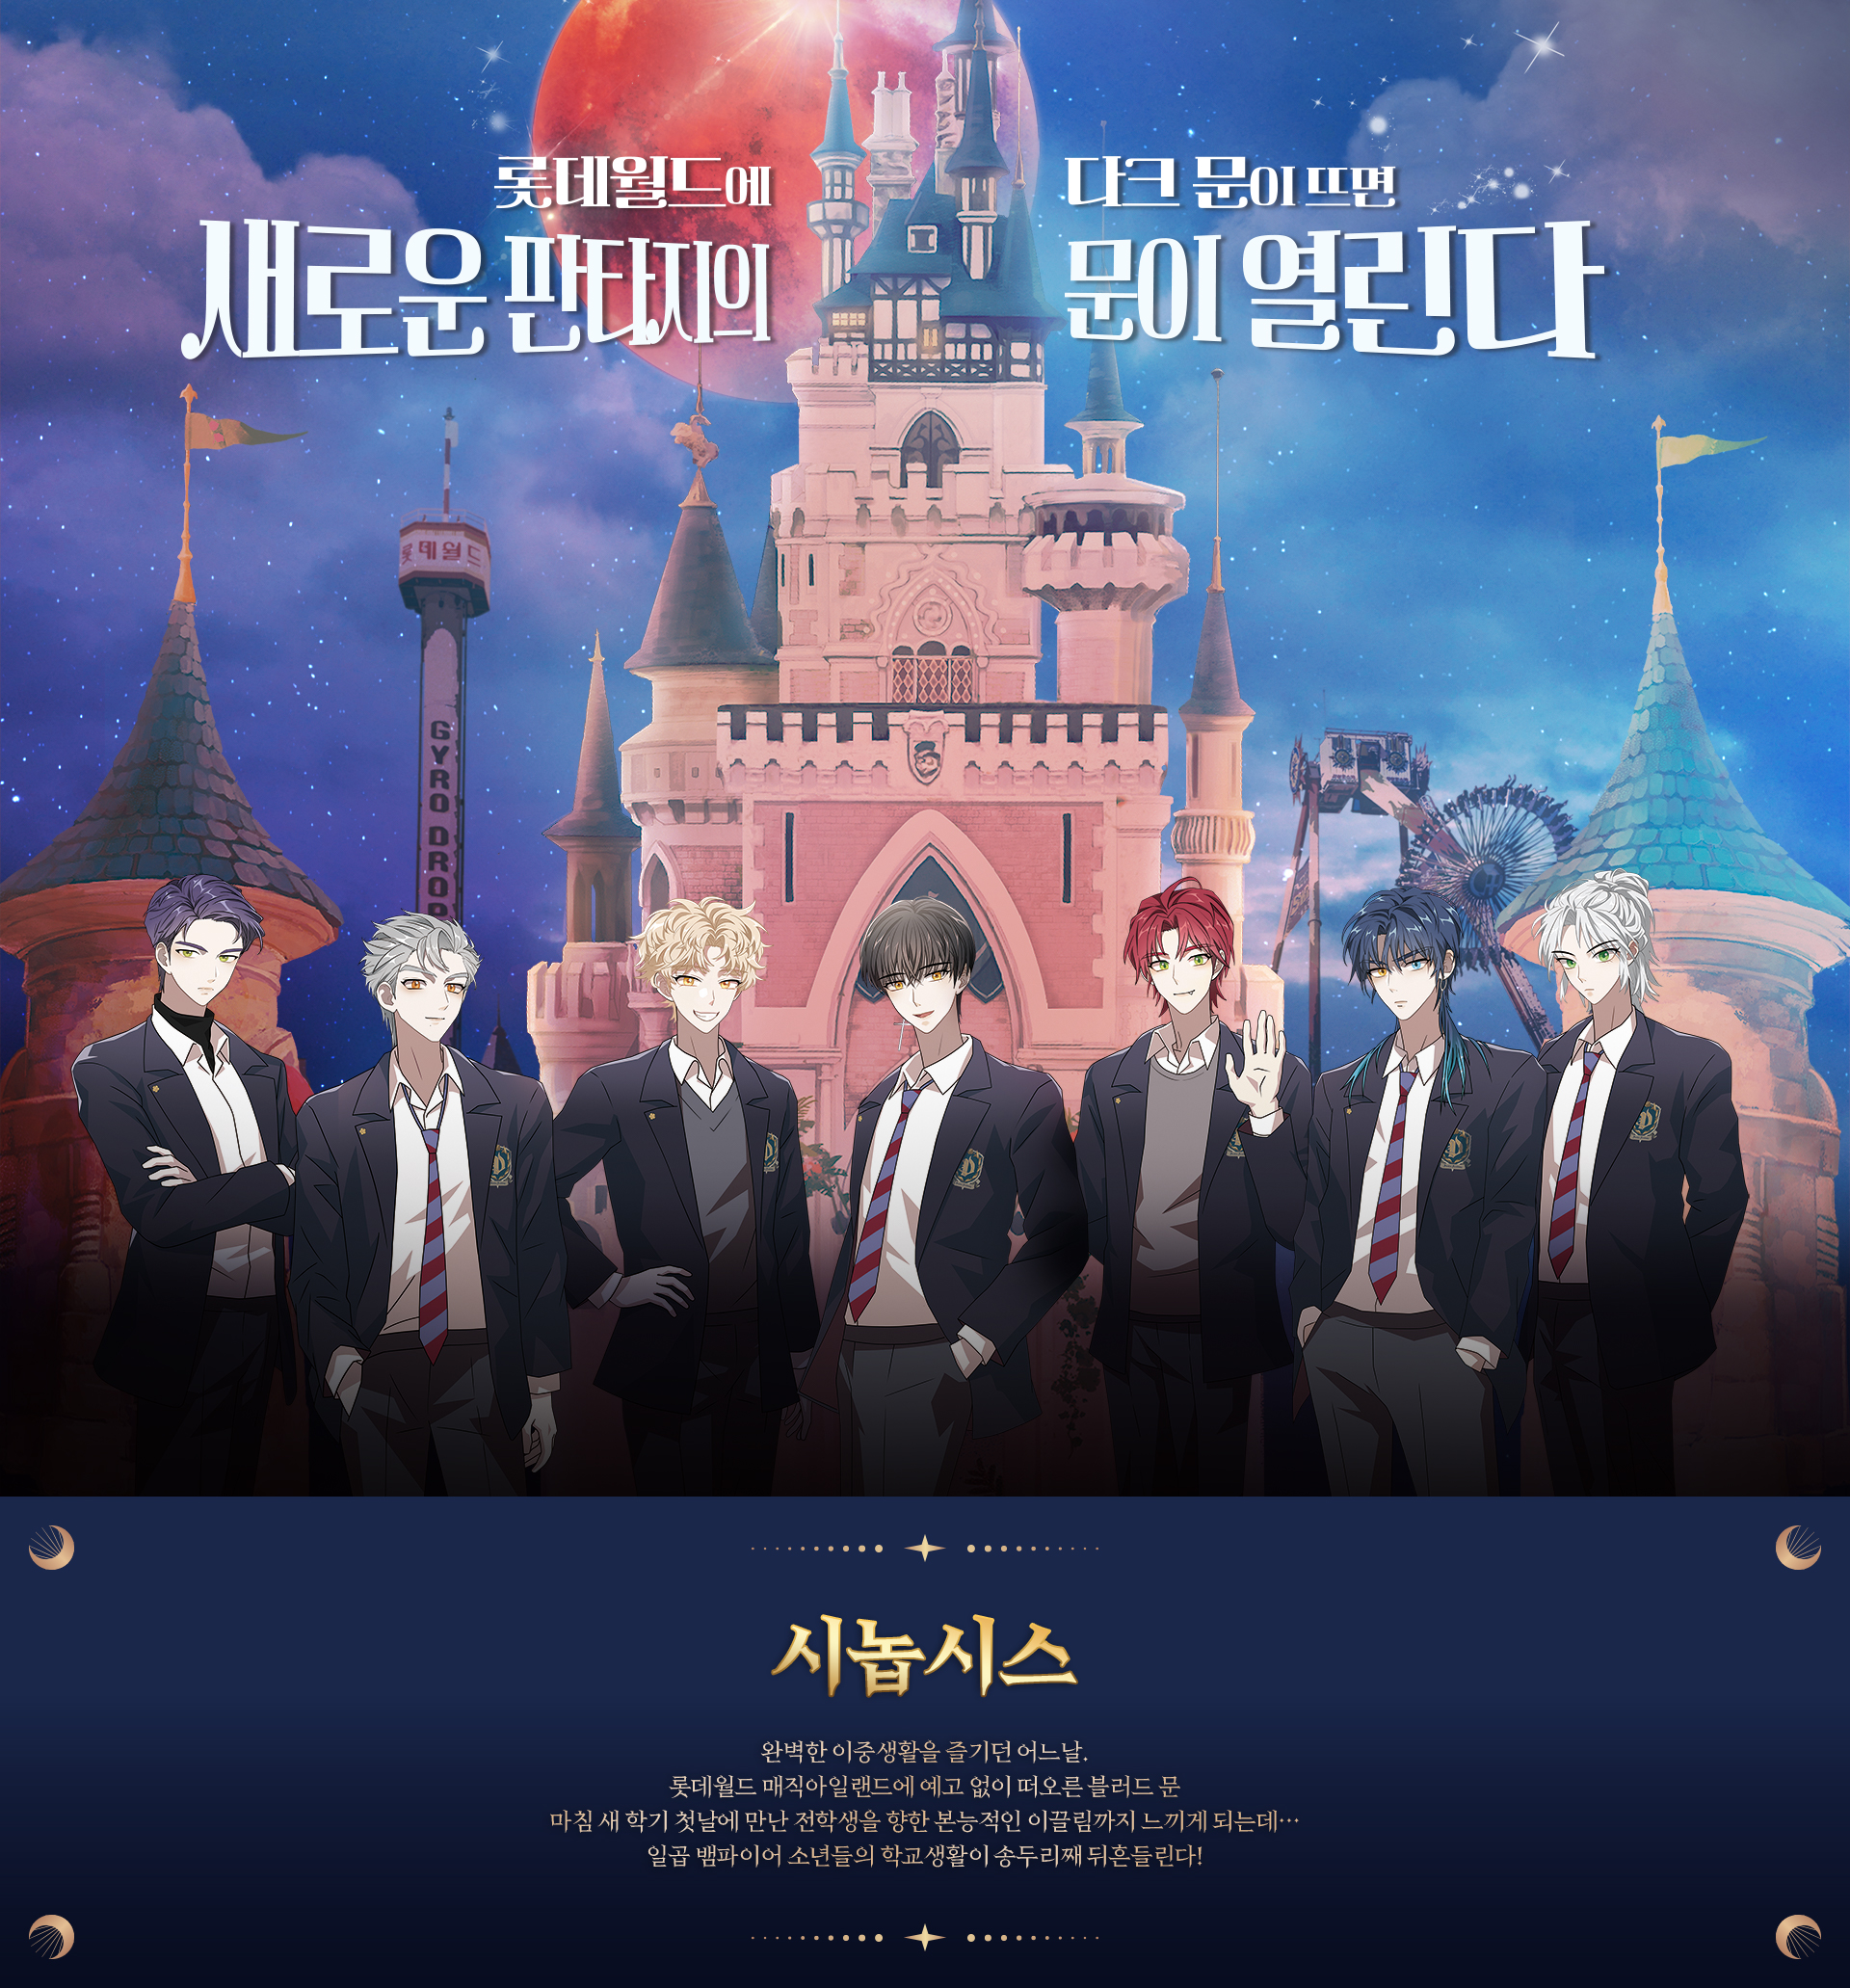 롯데월드에
새로운 판타지의
다크 문이 뜨면
문이 열린다
롯데월드
GYRO DROP
시놉시스
완벽한 이중생활을 즐기던 어느날.
롯데월드 매직아일랜드에 예고 없이 떠오른 블러드 문
마침 새 학기 첫날에 만난 전학생을 향한 본능적인 이끌림까지 느끼게 되는데…
일곱 뱀파이어 소년들의 학교생활이 송두리째 뒤흔들린다!